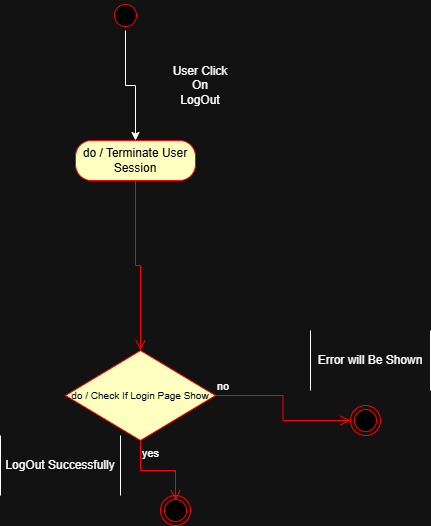 User Click
On
LogOut
do / Terminate User
Session
Error will Be Shown
no
do / Check If Login Page Show
yes
LogOut Successfully